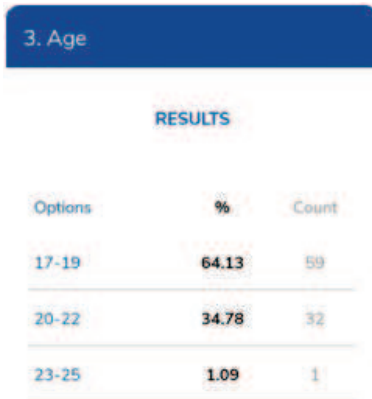 3. Age
RESULTS
Options % Count
17-19 64.13 59
20-22 34.78 32
23-25 1.09 1